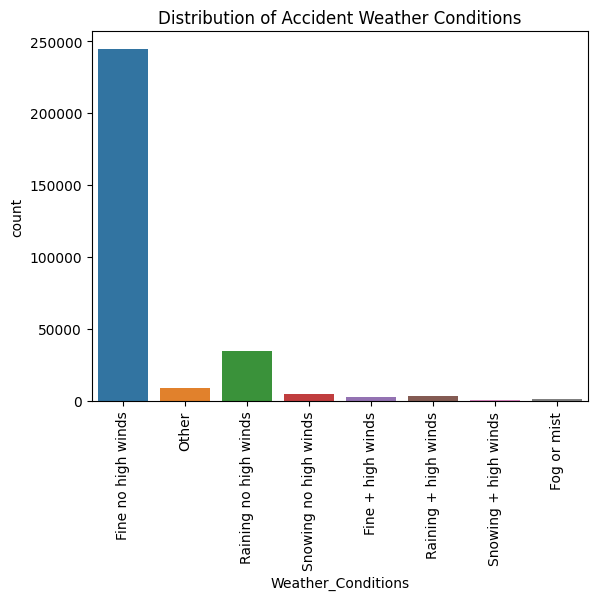 Distribution of Accident Weather Conditions
250000
200000
150000
100000
50000
0
count
Fine no high winds
Other
Raining no high winds
Snowing no high winds
Fine + high winds
Raining + high winds
Snowing + high winds
Fog or mist
Weather_Conditions